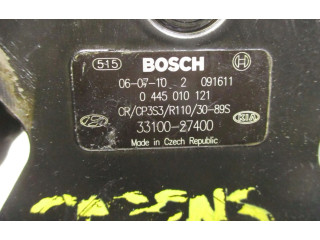 515 BOSCH
06-07-10 2 091611
0 445 010 121
CR/CP3S3/R110/30-89S
33100-27400
KIA
Made in Czech Republic